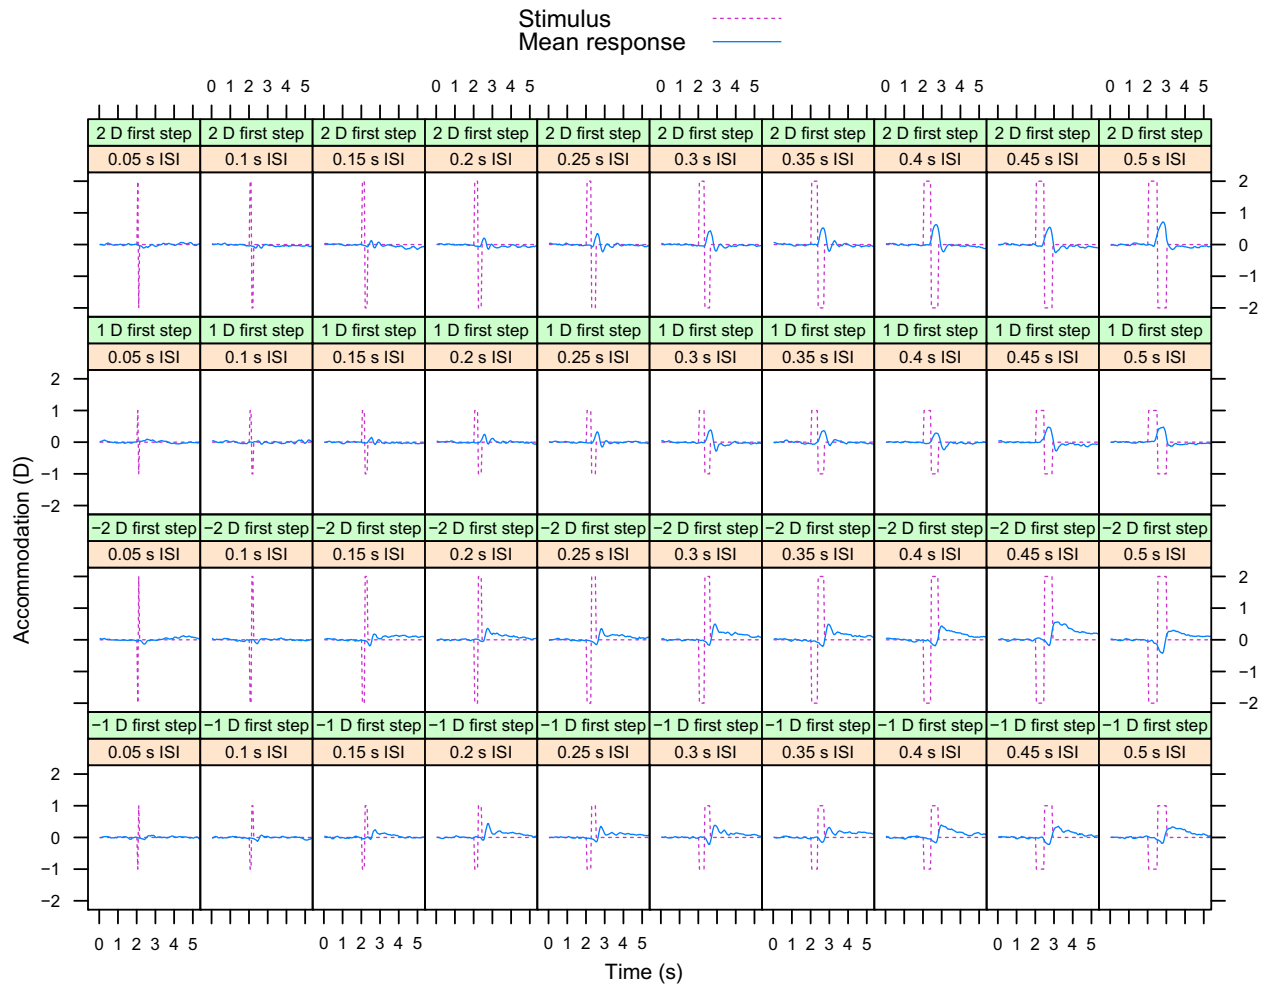 Stimulus
Mean response
0 1 2 3 4 5 0 1 2 3 4 5 0 1 2 3 4 5 0 1 2 3 4 5 0 1 2 3 4 5
2 D first step 2 D first step 2 D first step 2 D first step 2 D first step 2 D first step 2 D first step 2 D first step 2 D first step 2 D first step
0.05 s ISI 0.1 s ISI 0.15 s ISI 0.2 s ISI 0.25 s ISI 0.3 s ISI 0.35 s ISI 0.4 s ISI 0.45 s ISI 0.5 s ISI
2
1
0
−1
−2
1 D first step 1 D first step 1 D first step 1 D first step 1 D first step 1 D first step 1 D first step 1 D first step 1 D first step 1 D first step
0.05 s ISI 0.1 s ISI 0.15 s ISI 0.2 s ISI 0.25 s ISI 0.3 s ISI 0.35 s ISI 0.4 s ISI 0.45 s ISI 0.5 s ISI
2
1
0
−1
−2
Accommodation (D)
−2 D first step −2 D first step −2 D first step −2 D first step −2 D first step −2 D first step −2 D first step −2 D first step −2 D first step −2 D first step
0.05 s ISI 0.1 s ISI 0.15 s ISI 0.2 s ISI 0.25 s ISI 0.3 s ISI 0.35 s ISI 0.4 s ISI 0.45 s ISI 0.5 s ISI
2
1
0
−1
−2
−1 D first step −1 D first step −1 D first step −1 D first step −1 D first step −1 D first step −1 D first step −1 D first step −1 D first step −1 D first step
0.05 s ISI 0.1 s ISI 0.15 s ISI 0.2 s ISI 0.25 s ISI 0.3 s ISI 0.35 s ISI 0.4 s ISI 0.45 s ISI 0.5 s ISI
2
1
0
−1
−2
0 1 2 3 4 5 0 1 2 3 4 5 0 1 2 3 4 5 0 1 2 3 4 5 0 1 2 3 4 5
Time (s)